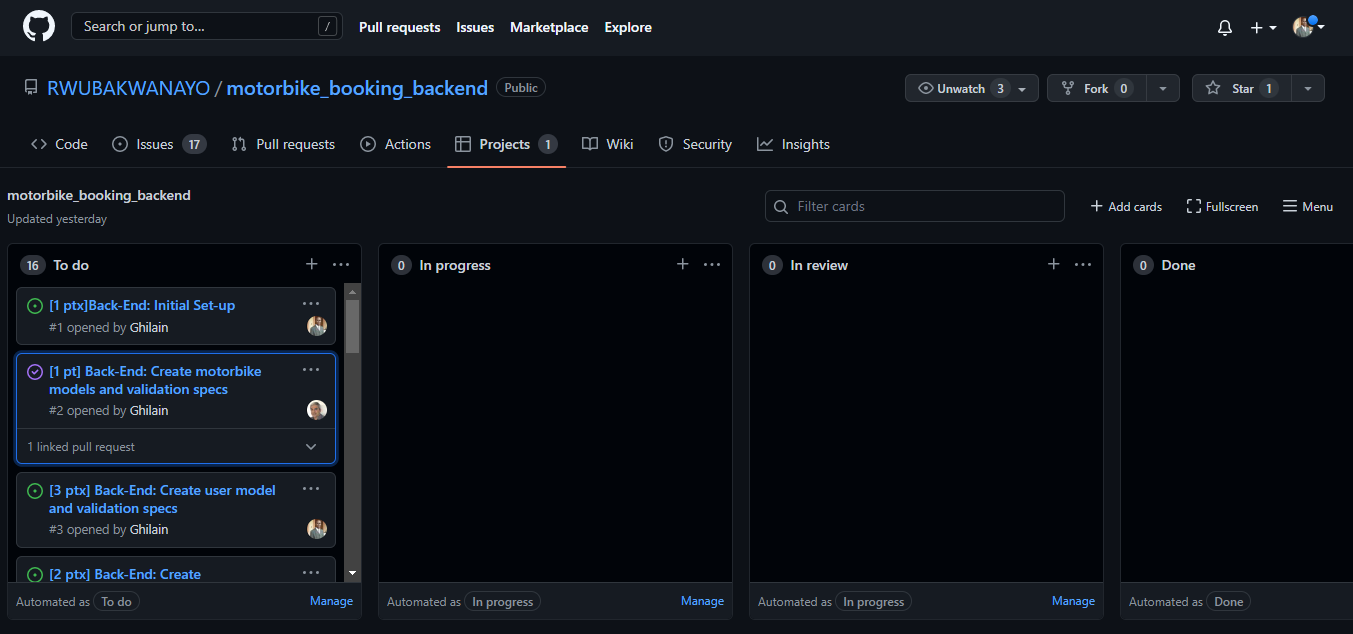 Search or jump to... /
Pull requests Issues Marketplace Explore
RWUBAKWANAYO / motorbike_booking_backend Public
Unwatch 3 Fork 0 Star 1
Code Issues 17 Pull requests Actions Projects 1 Wiki Security Insights
motorbike_booking_backend
Updated yesterday
Filter cards
Add cards Fullscreen Menu
16 To do
[1 ptx]Back-End: Initial Set-up
#1 opened by Ghilain
[1 pt] Back-End: Create motorbike
models and validation specs
#2 opened by Ghilain
1 linked pull request
[3 ptx] Back-End: Create user model
and validation specs
#3 opened by Ghilain
[2 ptx] Back-End: Create
Automated as To do Manage
0 In progress
Automated as In progress Manage
0 In review
Automated as In progress Manage
0 Done
Automated as Done